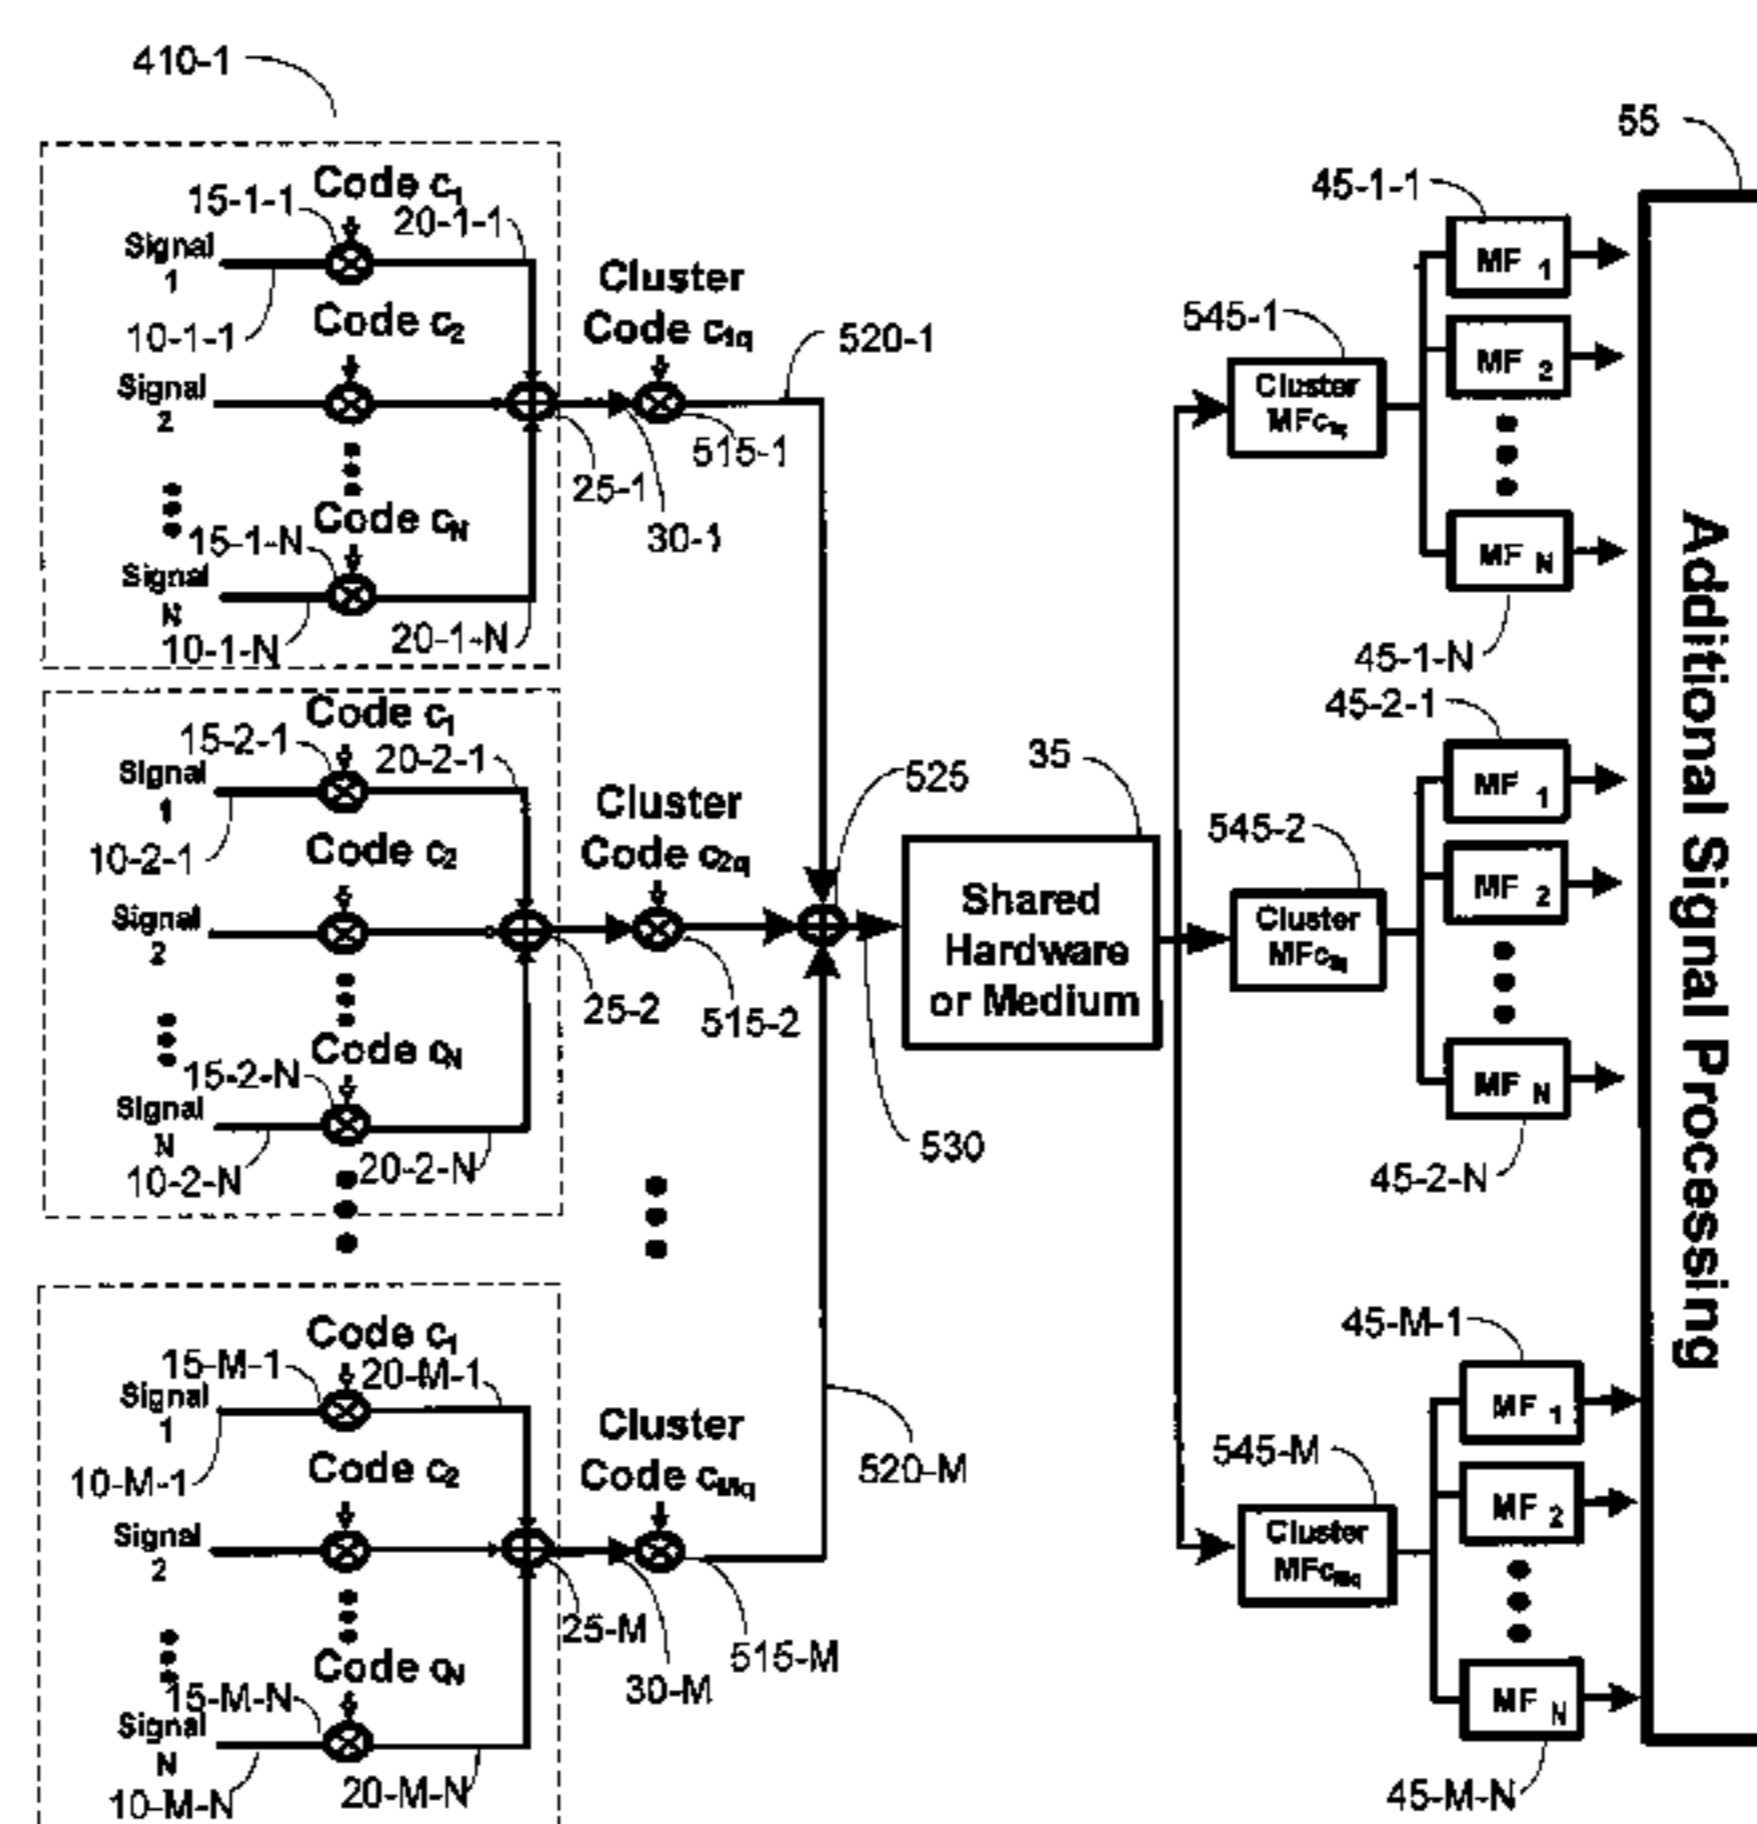 410-1
Code c1
15-1-1
20-1-1
Signal
1
10-1-1
Code c2
Signal
2
Code cN
15-1-N
Signal
N
10-1-N
20-1-N
Cluster
Code c1q
520-1
515-1
25-1
30-1
Code c1
15-2-1
20-2-1
Signal
1
10-2-1
Code c2
Signal
2
Code cN
15-2-N
Signal
N
10-2-N
20-2-N
Cluster
Code c2q
25-2
515-2
525
530
35
Shared
Hardware
or Medium
Code c1
15-M-1
20-M-1
Signal
1
10-M-1
Code c2
Signal
2
Code cN
15-M-N
Signal
N
10-M-N
20-M-N
Cluster
Code cMq
520-M
515-M
25-M
30-M
545-1
Cluster
MFc1q
45-1-1
MF 1
MF 2
MF N
45-1-N
545-2
Cluster
MFc2q
45-2-1
MF 1
MF 2
MF N
45-2-N
545-M
Cluster
MFcMq
45-M-1
MF 1
MF 2
MF N
45-M-N
55
Additional Signal Processing